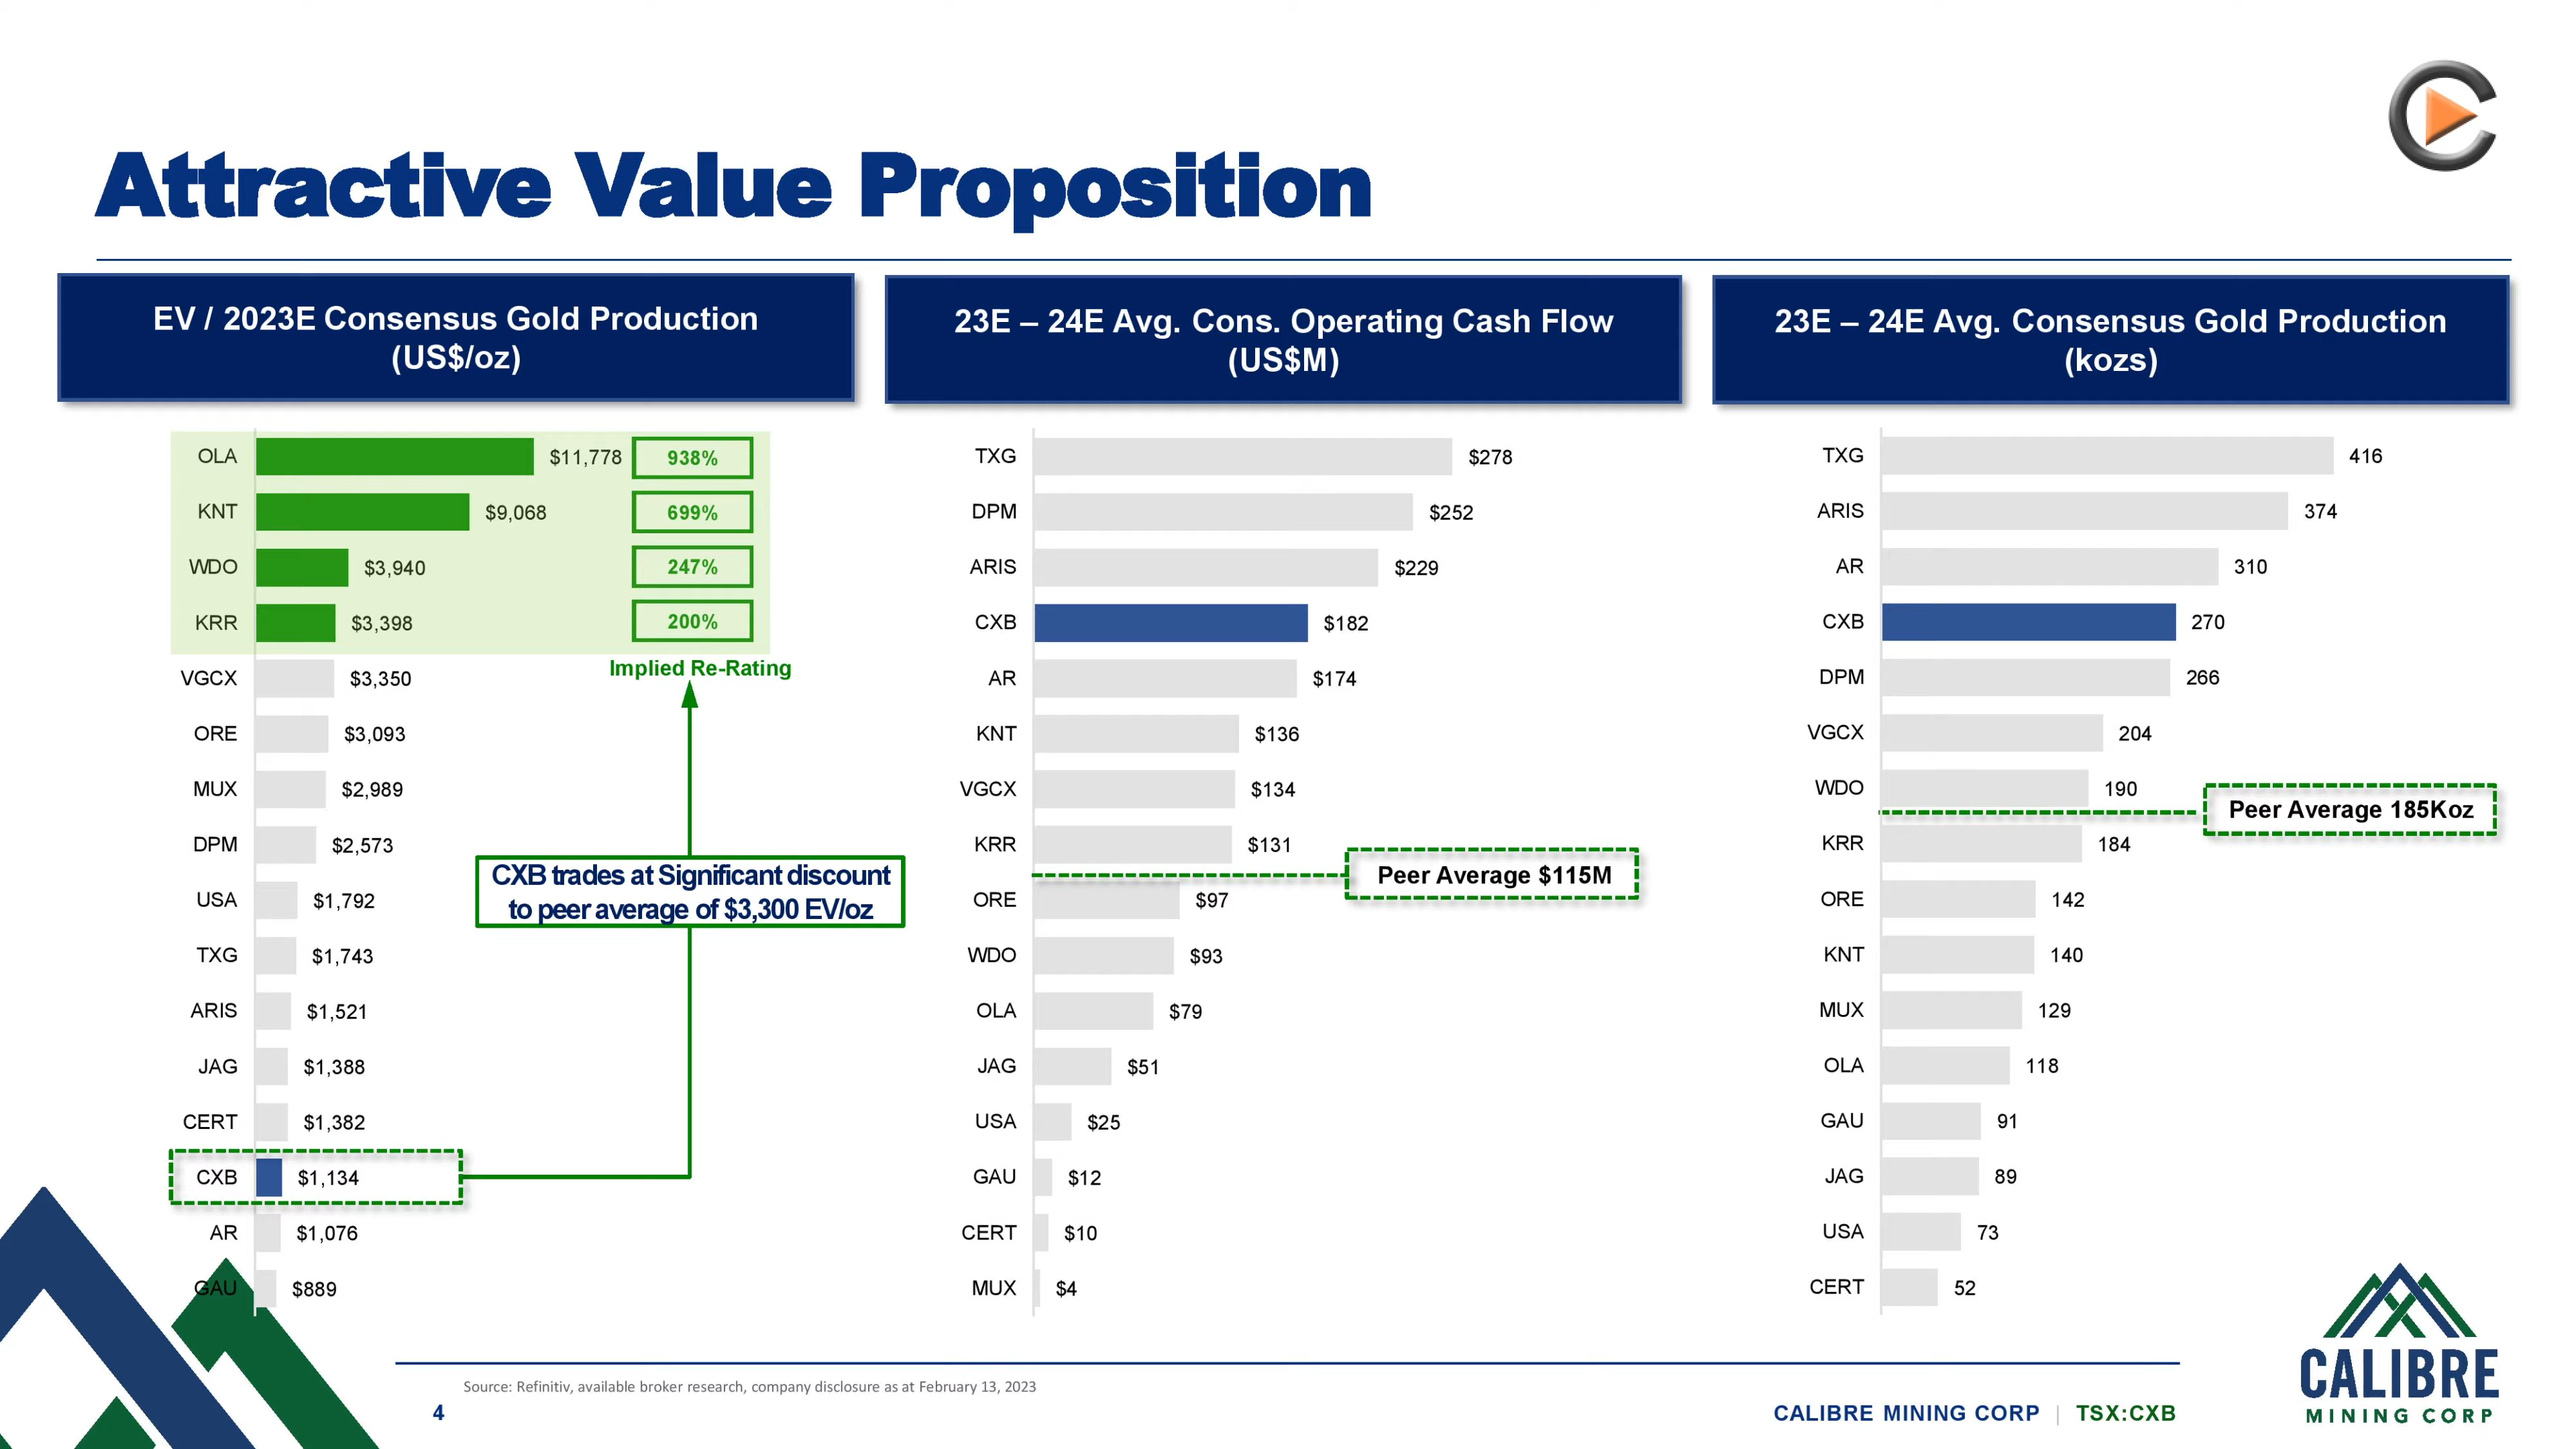 Attractive Value Proposition
EV / 2023E Consensus Gold Production
(US$/oz)
OLA $11,778 938%
KNT $9,068 699%
WDO $3,940 247%
KRR $3,398 200%
Implied Re-Rating
VGCX $3,350
ORE $3,093
MUX $2,989
DPM $2,573
USA $1,792
TXG $1,743
ARIS $1,521
JAG $1,388
CERT $1,382
CXB $1,134
AR $1,076
GAU $889
CXB trades at Significant discount
to peer average of $3,300 EV/oz
23E – 24E Avg. Cons. Operating Cash Flow
(US$M)
TXG $278
DPM $252
ARIS $229
CXB $182
AR $174
KNT $136
VGCX $134
KRR $131
Peer Average $115M
ORE $97
WDO $93
OLA $79
JAG $51
USA $25
GAU $12
CERT $10
MUX $4
23E – 24E Avg. Consensus Gold Production
(kozs)
TXG 416
ARIS 374
AR 310
CXB 270
DPM 266
VGCX 204
WDO 190
Peer Average 185Koz
KRR 184
ORE 142
KNT 140
MUX 129
OLA 118
GAU 91
JAG 89
USA 73
CERT 52
Source: Refinitiv, available broker research, company disclosure as at February 13, 2023
4
CALIBRE MINING CORP | TSX:CXB
CALIBRE
MINING CORP